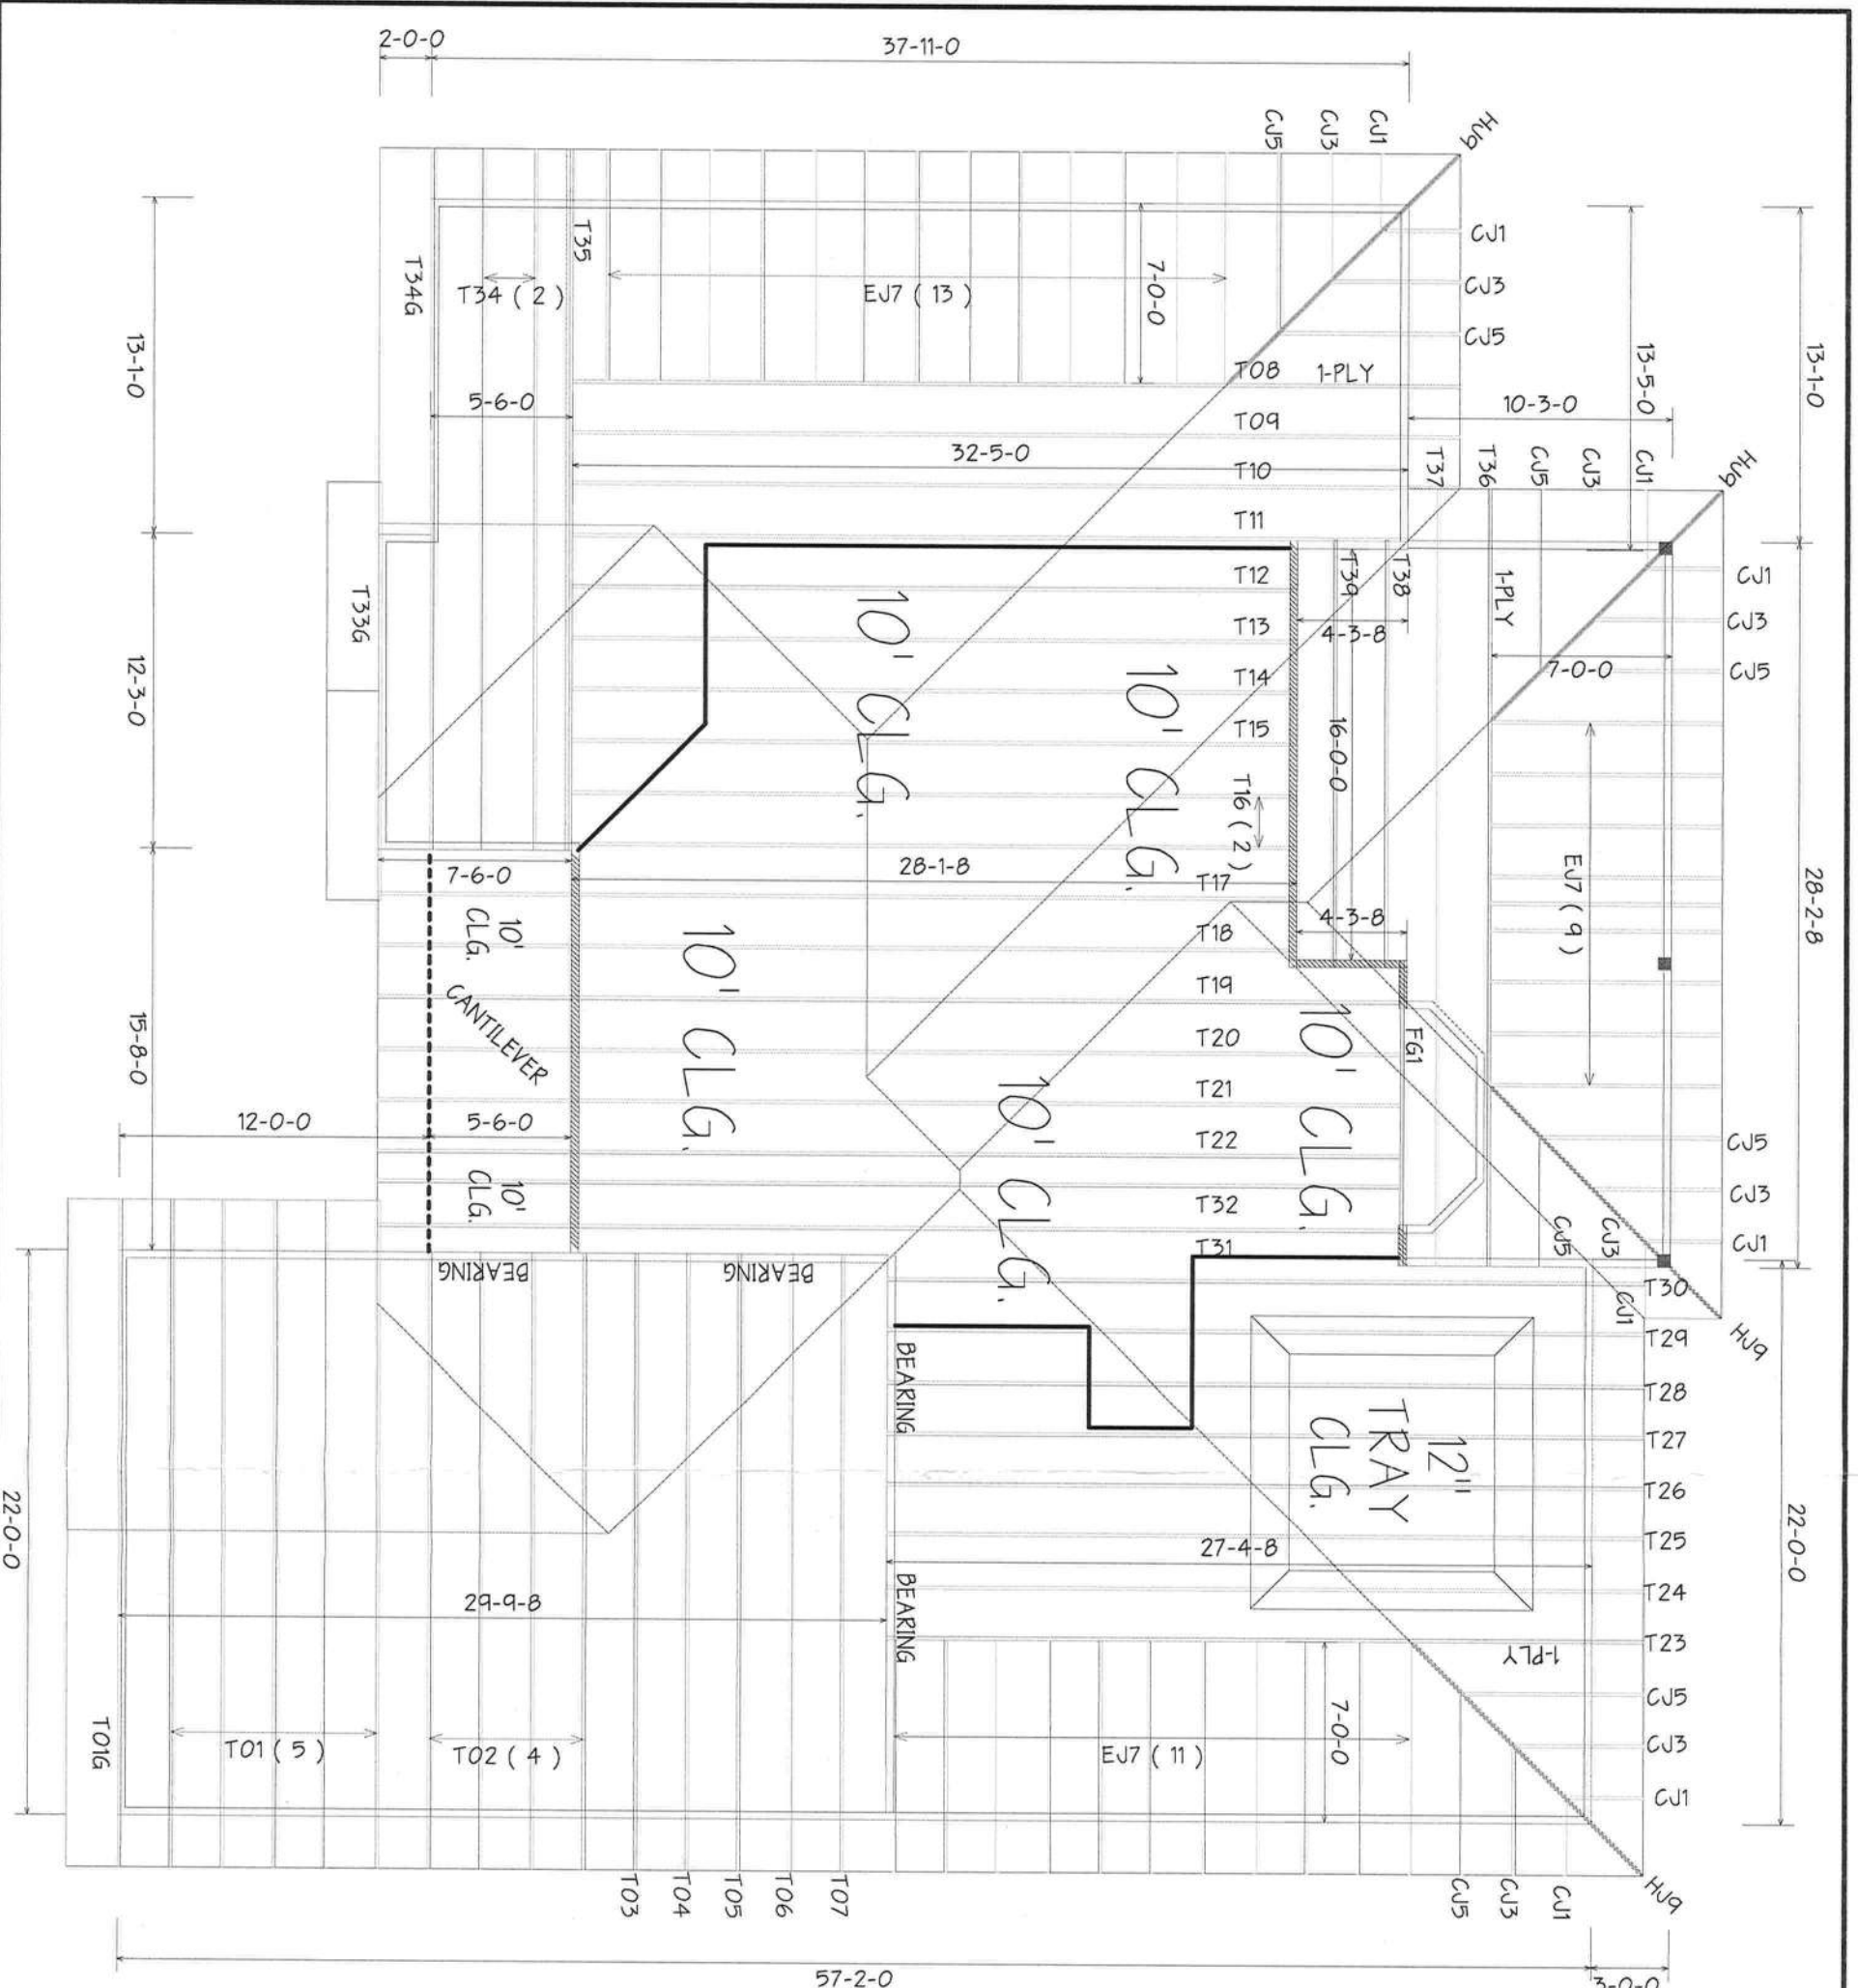 2-0-0
37-11-0
HJ9
CJ5
CJ3
CJ1
CJ1
CJ3
CJ5
T35
T34G
T34 ( 2 )
EJ7 ( 13 )
7-0-0
13-1-0
13-5-0
13-1-0
T08
1-PLY
5-6-0
T09
10-3-0
32-5-0
T10
T37
T36
CJ5
CJ3
CJ1
HJ9
T11
T12
T39
T38
1-PLY
CJ1
T33G
T13
4-3-8
CJ3
10' CLG.
10' CLG.
T14
7-0-0
CJ5
12-3-0
T15
16-0-0
T16 ( 2 )
7-6-0
28-1-8
T17
EJ7 ( 9 )
28-2-8
10'
CLG.
10' CLG.
T18
4-3-8
CANTILEVER
T19
10' CLG.
FG1
15-8-0
T20
10' CLG.
T21
12-0-0
5-6-0
T22
CJ5
10'
CLG.
T32
CJ3
T31
CJ5
CJ3
CJ1
BEARING
BEARING
T30
CJ1
T29
HJ9
BEARING
T28
12"
TRAY
CLG.
T27
T26
22-0-0
T25
27-4-8
22-0-0
T24
29-9-8
BEARING
T23
1-PLY
CJ5
7-0-0
T01G
T01 ( 5 )
T02 ( 4 )
EJ7 ( 11 )
CJ3
CJ1
HJ9
T03
T04
T05
T06
T07
CJ5
CJ3
CJ1
57-2-0
3-0-0